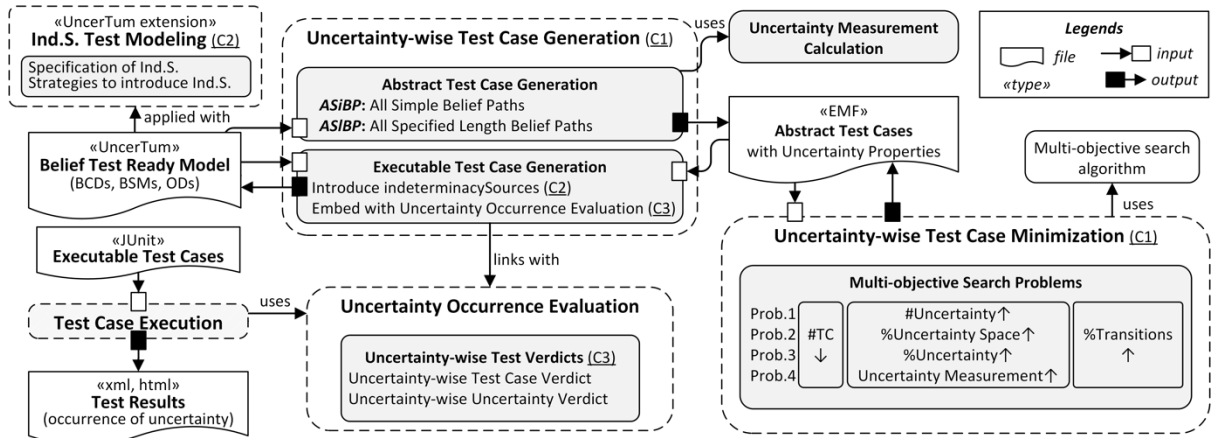 «UncerTum extension»
Ind.S. Test Modeling (C2)
Specification of Ind.S.
Strategies to introduce Ind.S.
applied with
«UncerTum»
Belief Test Ready Model
(BCDs, BSMs, ODs)
«JUnit»
Executable Test Cases
Test Case Execution
uses
«xml, html»
Test Results
(occurrence of uncertainty)
Uncertainty-wise Test Case Generation (C1)
Abstract Test Case Generation
ASiBP: All Simple Belief Paths
ASlBP: All Specified Length Belief Paths
Executable Test Case Generation
Introduce indeterminacySources (C2)
Embed with Uncertainty Occurrence Evaluation (C3)
links with
Uncertainty Occurrence Evaluation
Uncertainty-wise Test Verdicts (C3)
Uncertainty-wise Test Case Verdict
Uncertainty-wise Uncertainty Verdict
uses
Uncertainty Measurement
Calculation
Legends
file
input
«type»
output
«EMF»
Abstract Test Cases
with Uncertainty Properties
Multi-objective search
algorithm
uses
Uncertainty-wise Test Case Minimization (C1)
Multi-objective Search Problems
Prob.1
Prob.2
Prob.3
Prob.4
#TC
↓
#Uncertainty↑
%Uncertainty Space↑
%Uncertainty↑
Uncertainty Measurement↑
%Transitions
↑